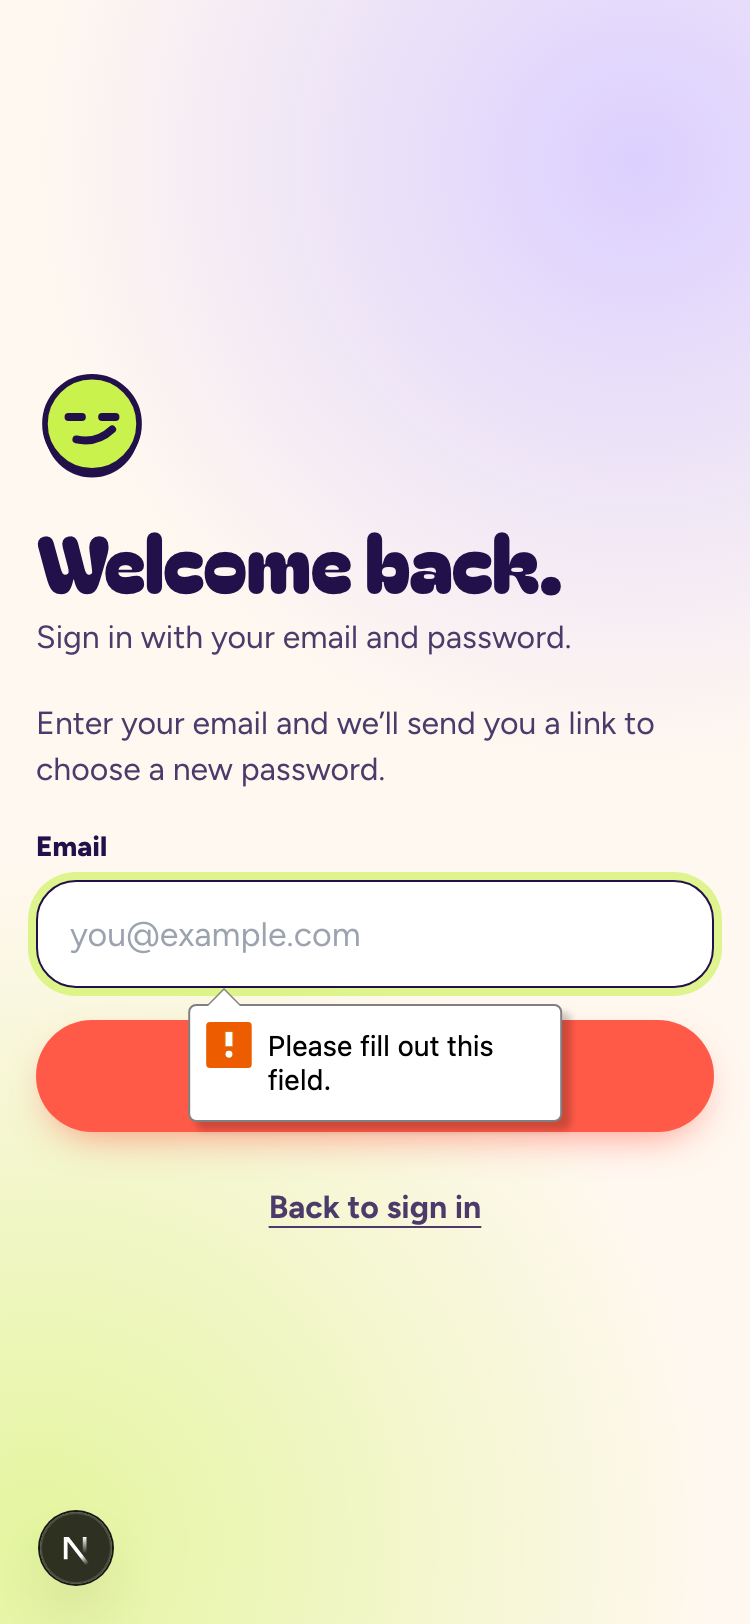 Welcome back.
Sign in with your email and password.
Enter your email and we’ll send you a link to
choose a new password.
Email
you@example.com
Please fill out this
field.
Back to sign in
N